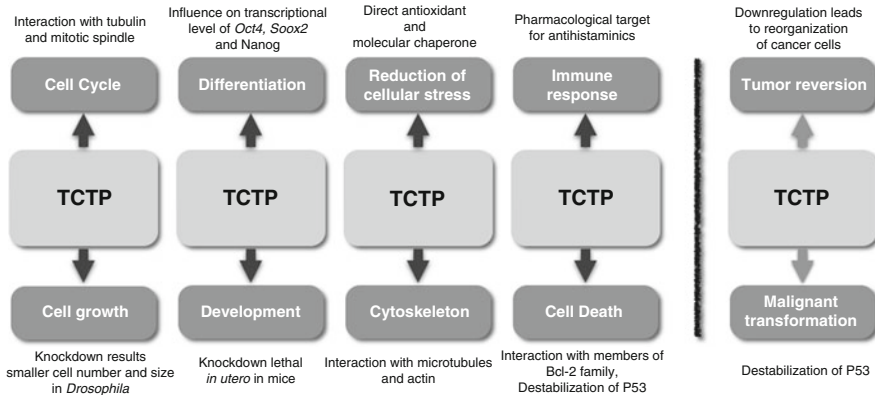 Interaction with tubulin
and mitotic spindle
Cell Cycle
TCTP
Cell growth
Knockdown results
smaller cell number and size
in Drosophila
Influence on transcriptional
level of Oct4, Soox2
and Nanog
Differentiation
TCTP
Development
Knockdown lethal
in utero in mice
Direct antioxidant
and
molecular chaperone
Reduction of
cellular stress
TCTP
Cytoskeleton
Interaction with microtubules
and actin
Pharmacological target
for antihistaminics
Immune
response
TCTP
Cell Death
Interaction with members of
Bcl-2 family,
Destabilization of P53
Downregulation leads
to reorganization
of cancer cells
Tumor reversion
TCTP
Malignant
transformation
Destabilization of P53